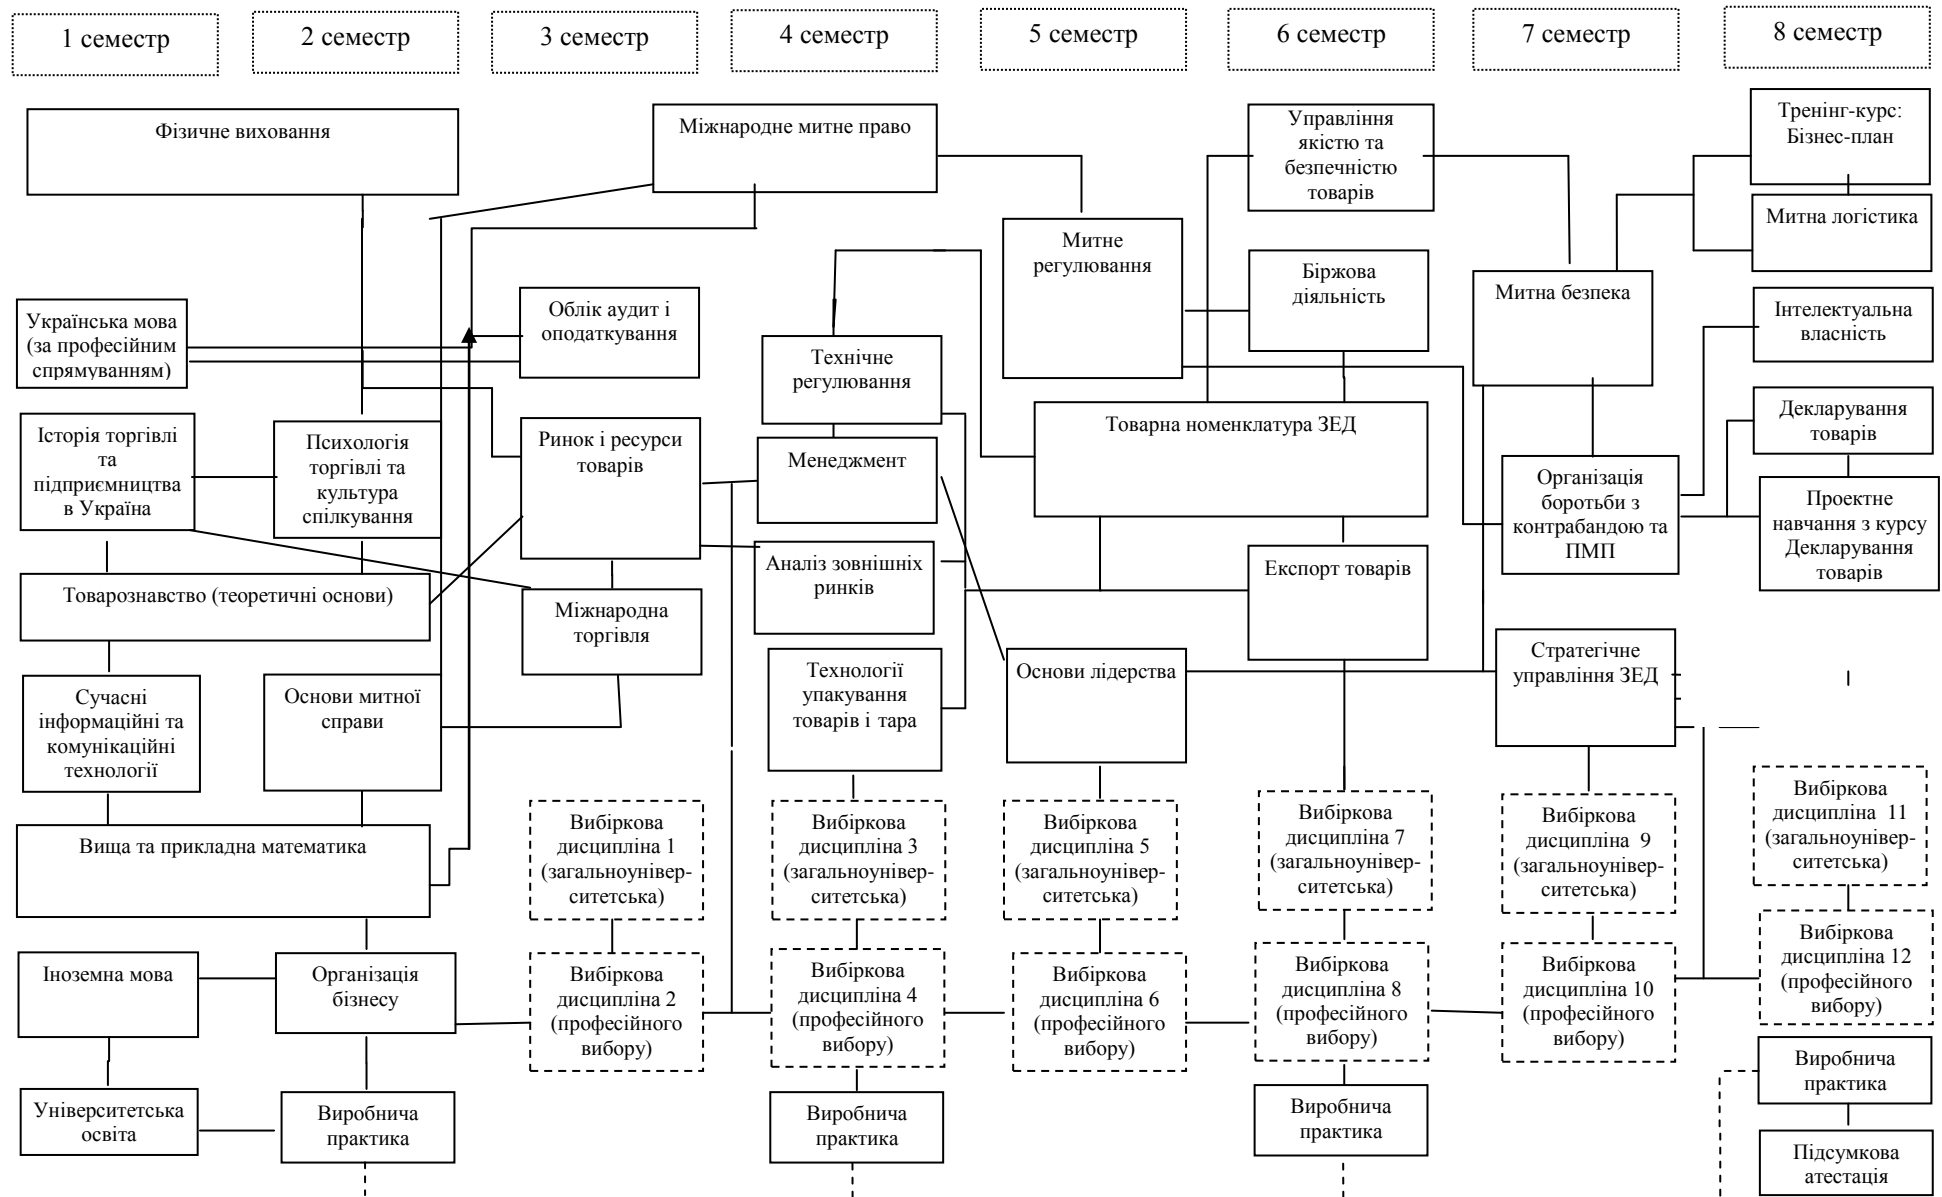 1 семестр
2 семестр
3 семестр
4 семестр
5 семестр
6 семестр
7 семестр
8 семестр
Фізичне виховання
Міжнародне митне право
Управління
якістю та
безпечністю
товарів
Тренінг-курс:
Бізнес-план
Митна логістика
Митне
регулювання
Біржова
діяльність
Митна безпека
Українська мова
(за професійним
спрямуванням)
Облік аудит і
оподаткування
Інтелектуальна
власність
Технічне
регулювання
Історія торгівлі
та
підприємництва
в Україна
Психологія
торгівлі та
культура
спілкування
Ринок і ресурси
товарів
Менеджмент
Товарна номенклатура ЗЕД
Декларування
товарів
Організація
боротьби з
контрабандою та
ПМП
Проектне
навчання з курсу
Декларування
товарів
Аналіз зовнішніх
ринків
Експорт товарів
Товарознавство (теоретичні основи)
Міжнародна
торгівля
Сучасні
інформаційні та
комунікаційні
технології
Основи митної
справи
Технології
упакування
товарів і тара
Основи лідерства
Стратегічне
управління ЗЕД
Вища та прикладна математика
Вибіркова
дисципліна 1
(загальноунівер-
ситетська)
Вибіркова
дисципліна 3
(загальноунівер-
ситетська)
Вибіркова
дисципліна 5
(загальноунівер-
ситетська)
Вибіркова
дисципліна 7
(загальноунівер-
ситетська)
Вибіркова
дисципліна 9
(загальноунівер-
ситетська)
Вибіркова
дисципліна 11
(загальноунівер-
ситетська)
Іноземна мова
Організація
бізнесу
Вибіркова
дисципліна 2
(професійного
вибору)
Вибіркова
дисципліна 4
(професійного
вибору)
Вибіркова
дисципліна 6
(професійного
вибору)
Вибіркова
дисципліна 8
(професійного
вибору)
Вибіркова
дисципліна 10
(професійного
вибору)
Вибіркова
дисципліна 12
(професійного
вибору)
Університетська
освіта
Виробнича
практика
Виробнича
практика
Виробнича
практика
Виробнича
практика
Підсумкова
атестація